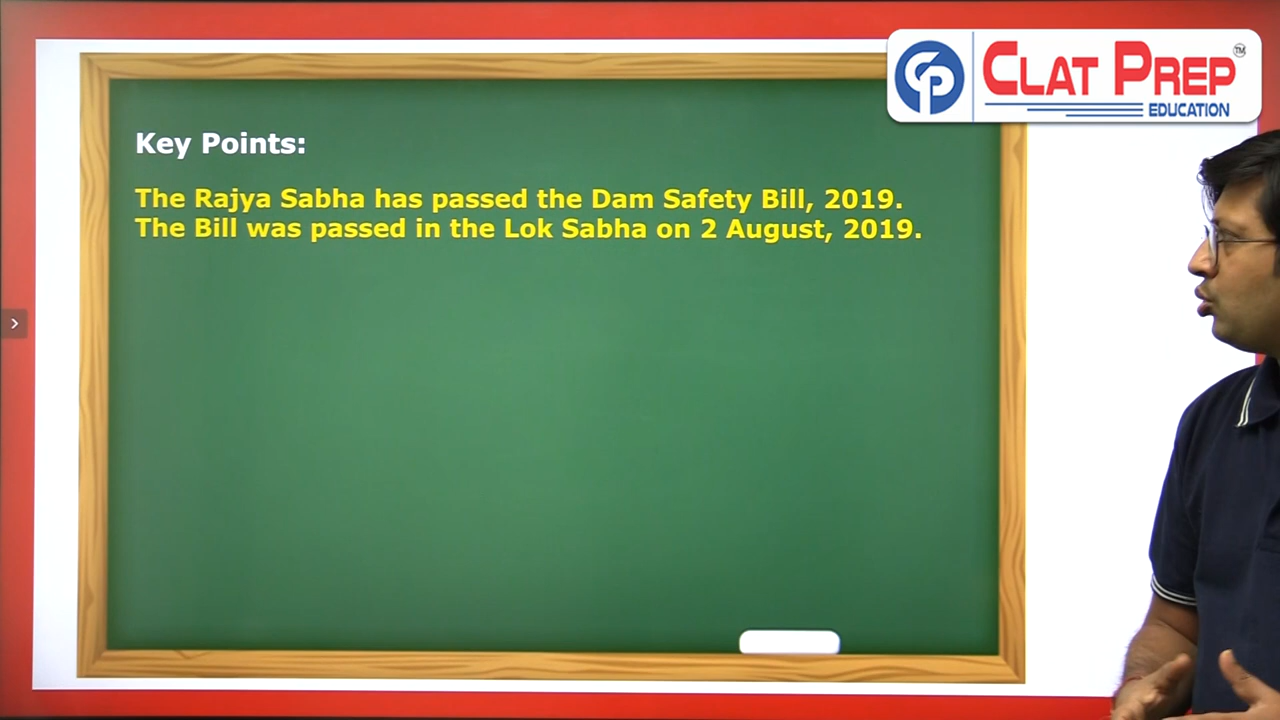 CLAT PREP TM
EDUCATION
Key Points:
The Rajya Sabha has passed the Dam Safety Bill, 2019.
The Bill was passed in the Lok Sabha on 2 August, 2019.